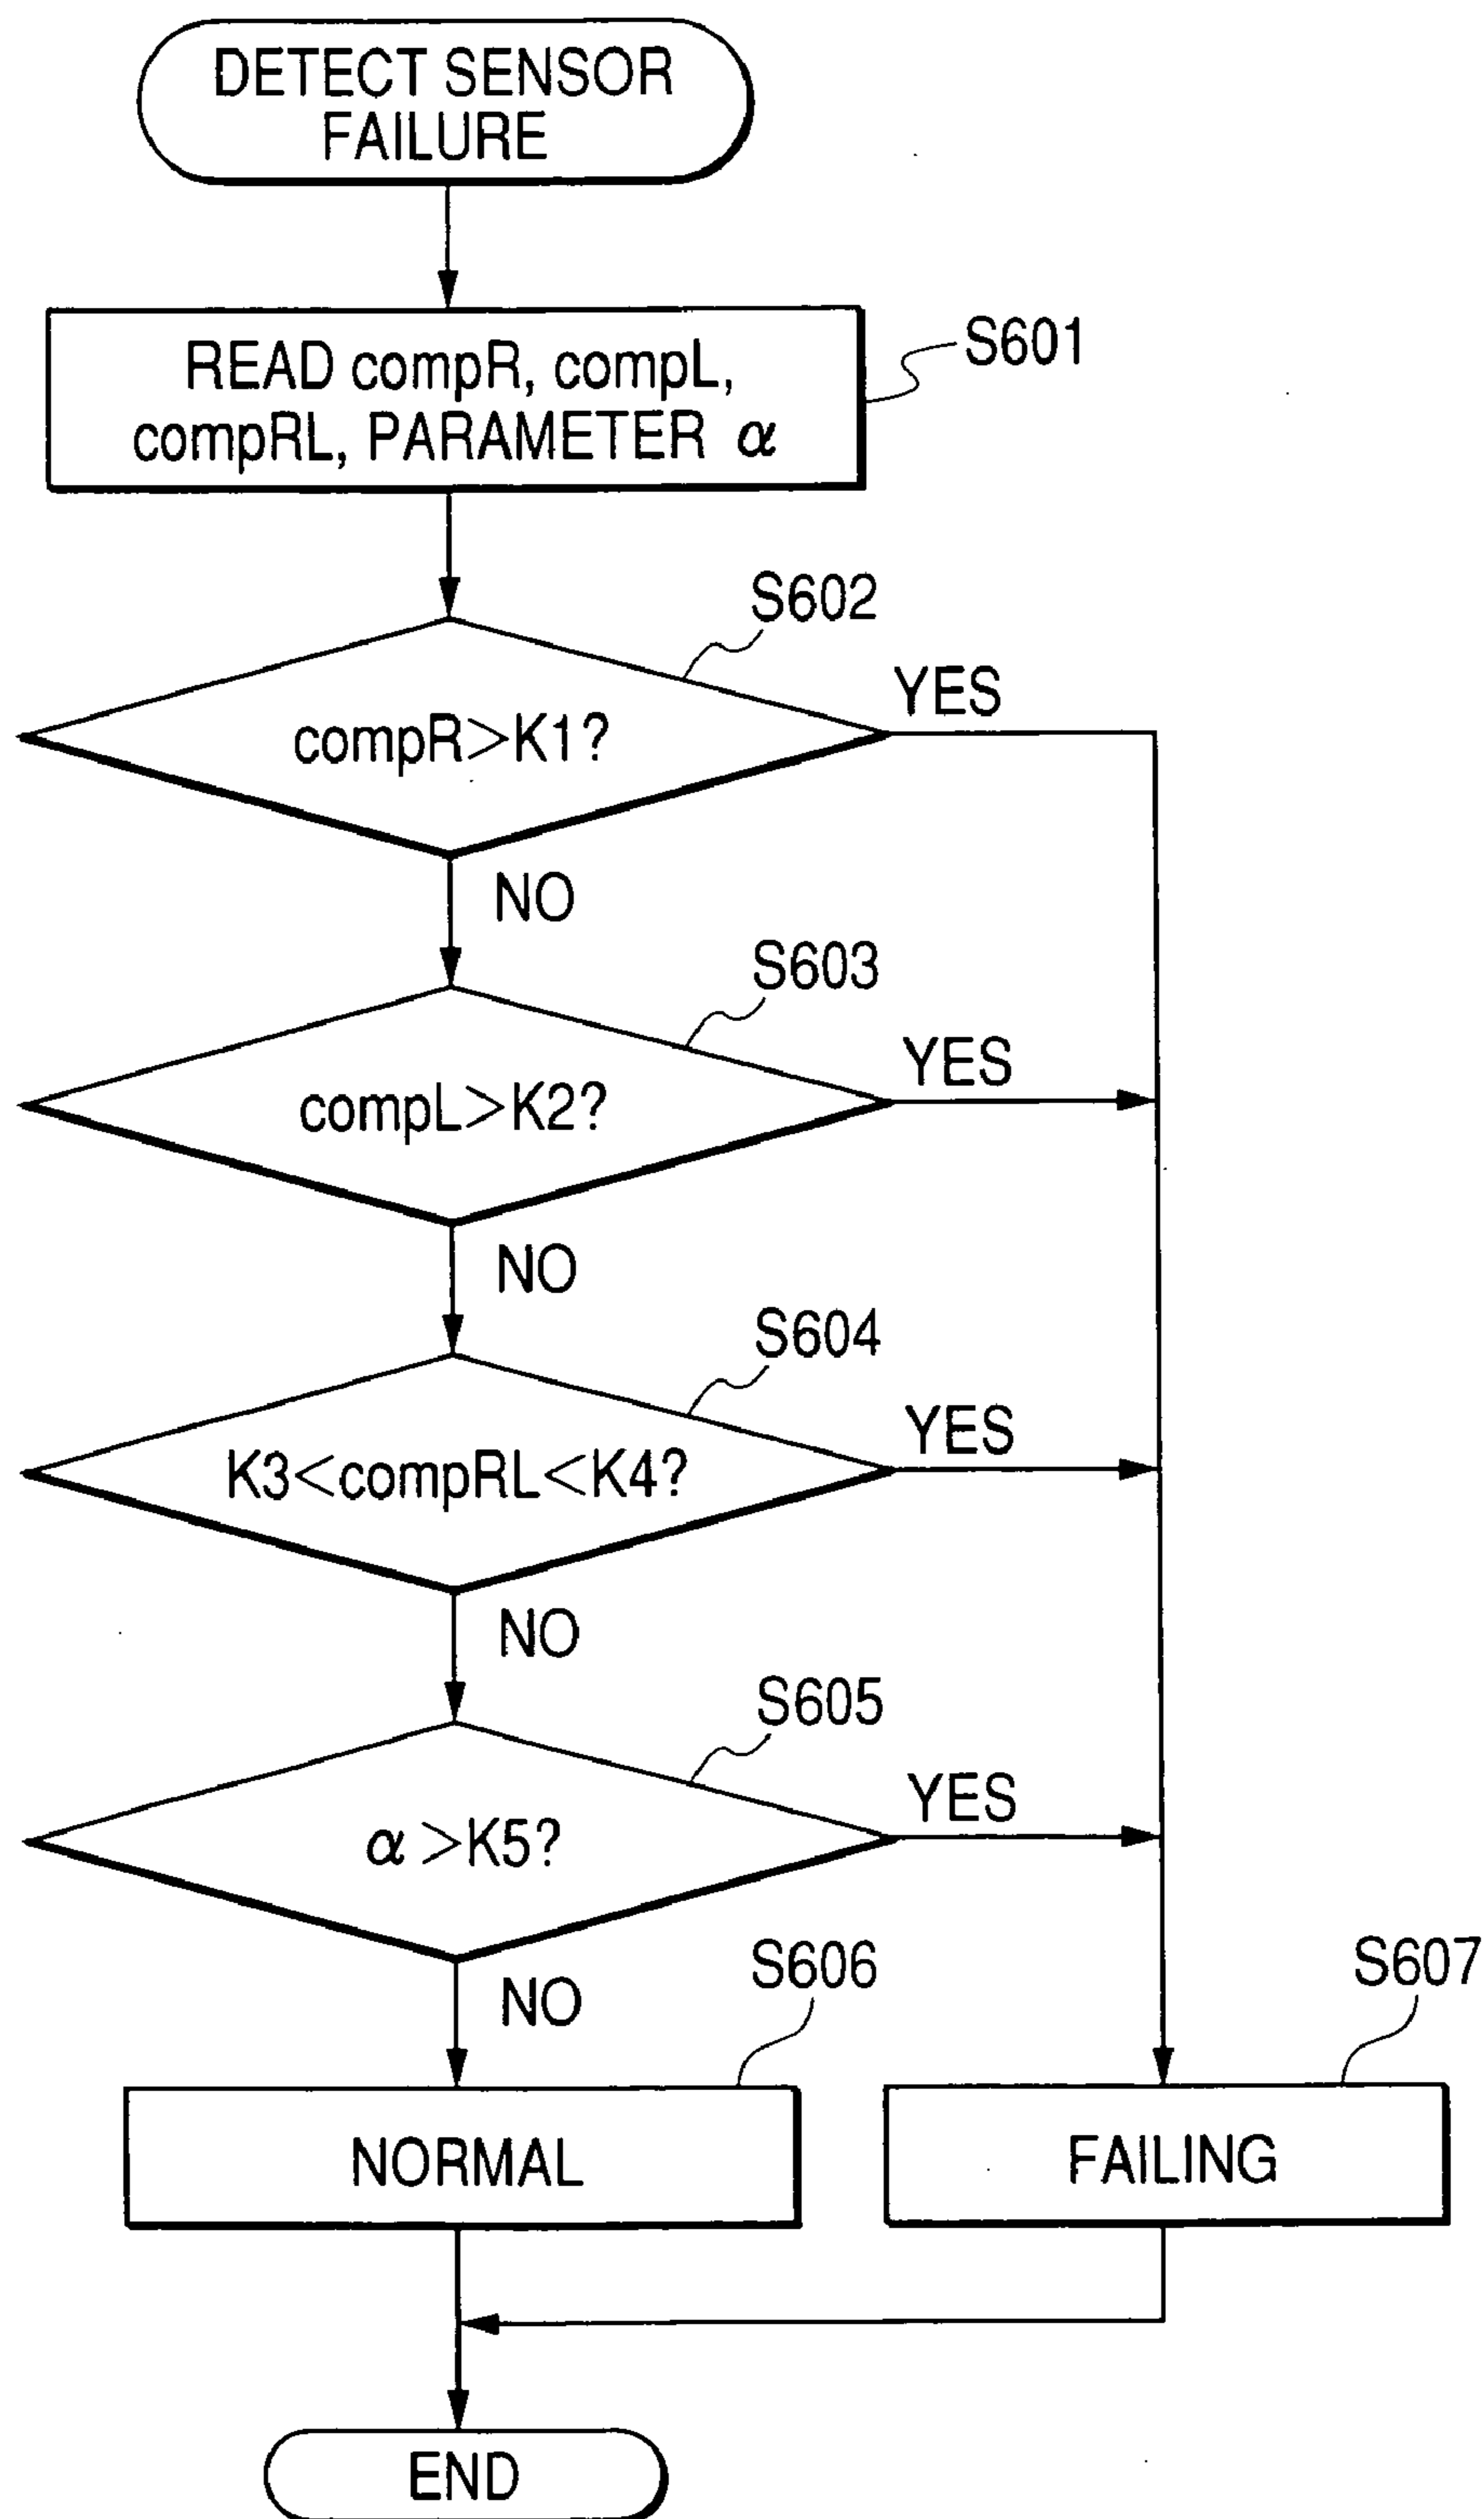 DETECT SENSOR
FAILURE
READ compR, compL,
compRL, PARAMETER α
S601
S602
compR>K1?
YES
NO
S603
compL>K2?
YES
NO
S604
K3<compRL<K4?
YES
NO
S605
α>K5?
YES
NO
S606
S607
NORMAL
FAILING
END